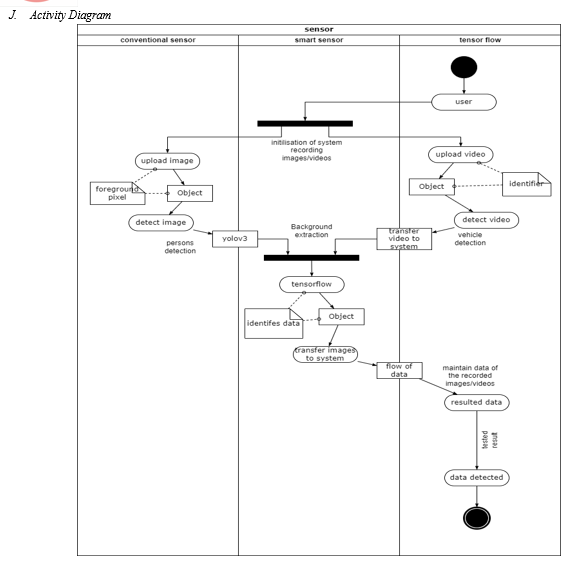 J. Activity Diagram
sensor
conventional sensor
smart sensor
tensor flow
user
initilisation of system
recording
images/videos
upload image
foreground
pixel
Object
detect image
persons
detection
yolov3
upload video
Object
identifier
detect video
vehicle
detection
transfer
video to
system
Background
extraction
tensorflow
identifes data
Object
transfer images
to system
flow of
data
maintain data of
the recorded
images/videos
resulted data
tested
result
data detected